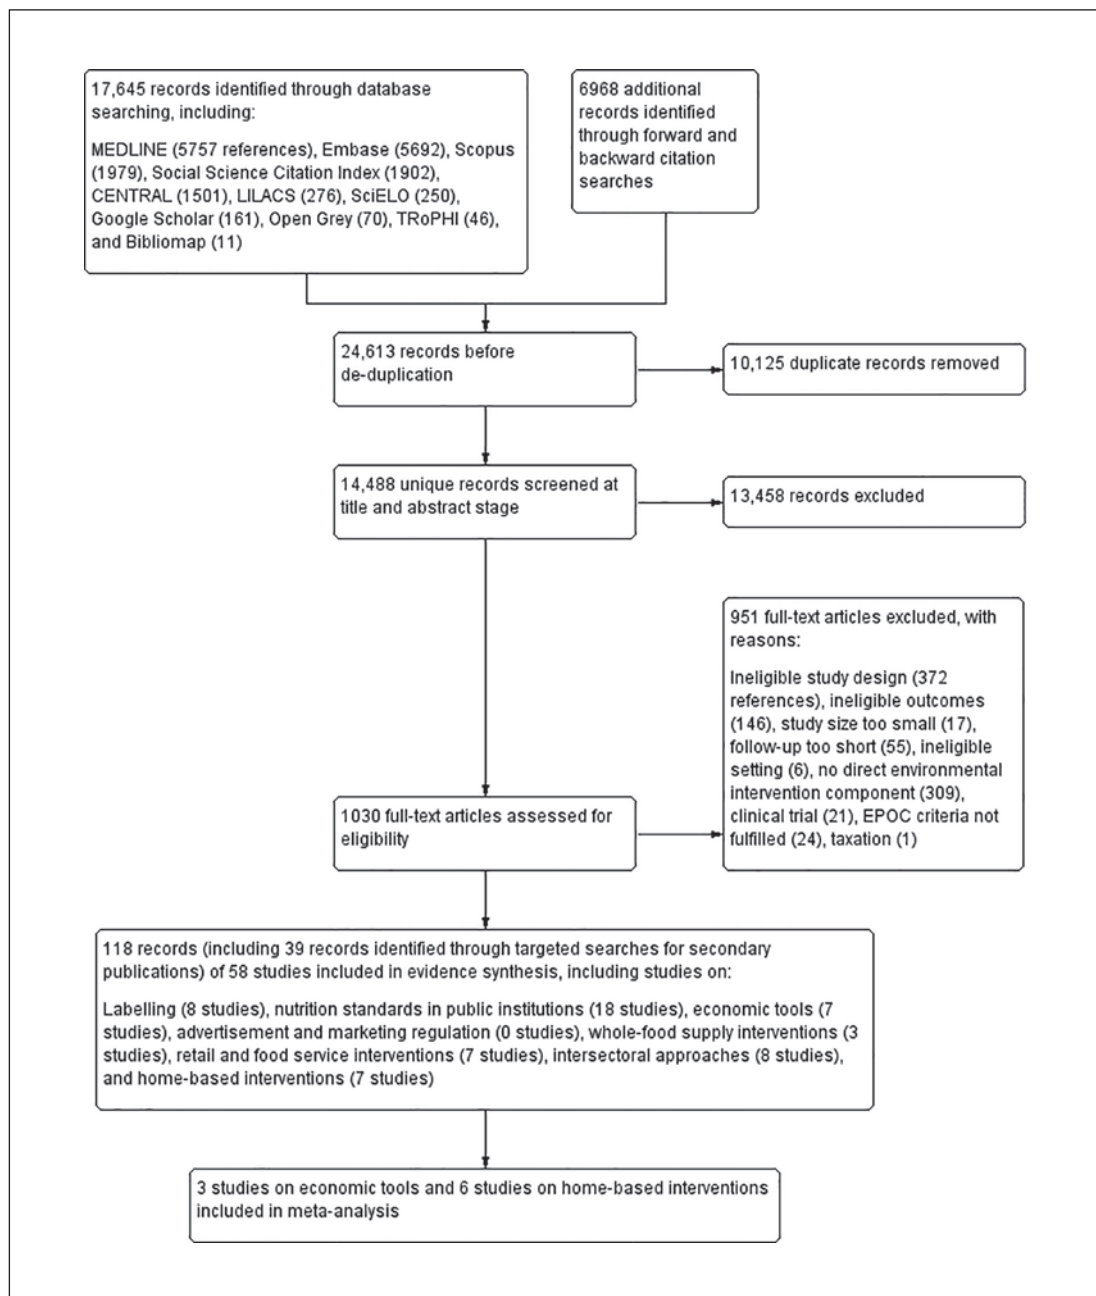 17,645 records identified through database
searching, including:
MEDLINE (5757 references), Embase (5692), Scopus
(1979), Social Science Citation Index (1902),
CENTRAL (1501), LILACS (276), SciELO (250),
Google Scholar (161), Open Grey (70), TRoPHI (46),
and Bibliomap (11)
6968 additional
records identified
through forward and
backward citation
searches
24,613 records before
de-duplication
10,125 duplicate records removed
14,488 unique records screened at
title and abstract stage
13,458 records excluded
951 full-text articles excluded, with
reasons:
Ineligible study design (372
references), ineligible outcomes
(146), study size too small (17),
follow-up too short (55), ineligible
setting (6), no direct environmental
intervention component (309),
clinical trial (21), EPOC criteria not
fulfilled (24), taxation (1)
1030 full-text articles assessed for
eligibility
118 records (including 39 records identified through targeted searches for secondary
publications) of 58 studies included in evidence synthesis, including studies on:
Labelling (8 studies), nutrition standards in public institutions (18 studies), economic tools (7
studies), advertisement and marketing regulation (0 studies), whole-food supply interventions (3
studies), retail and food service interventions (7 studies), intersectoral approaches (8 studies),
and home-based interventions (7 studies)
3 studies on economic tools and 6 studies on home-based interventions
included in meta-analysis